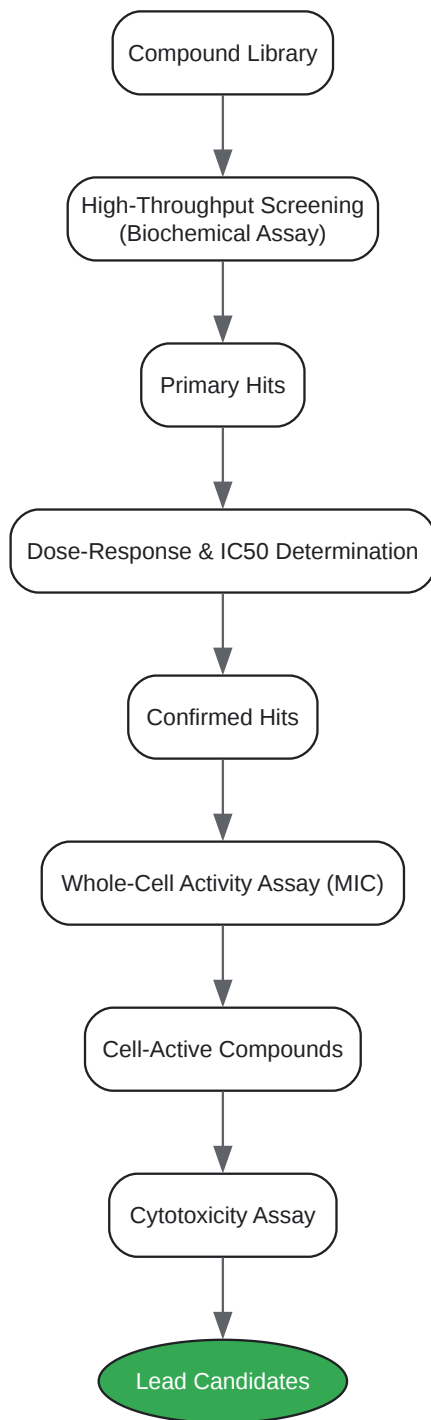 Compound Library
High-Throughput Screening
(Biochemical Assay)
Primary Hits
Dose-Response & IC50 Determination
Confirmed Hits
Whole-Cell Activity Assay (MIC)
Cell-Active Compounds
Cytotoxicity Assay
Lead Candidates